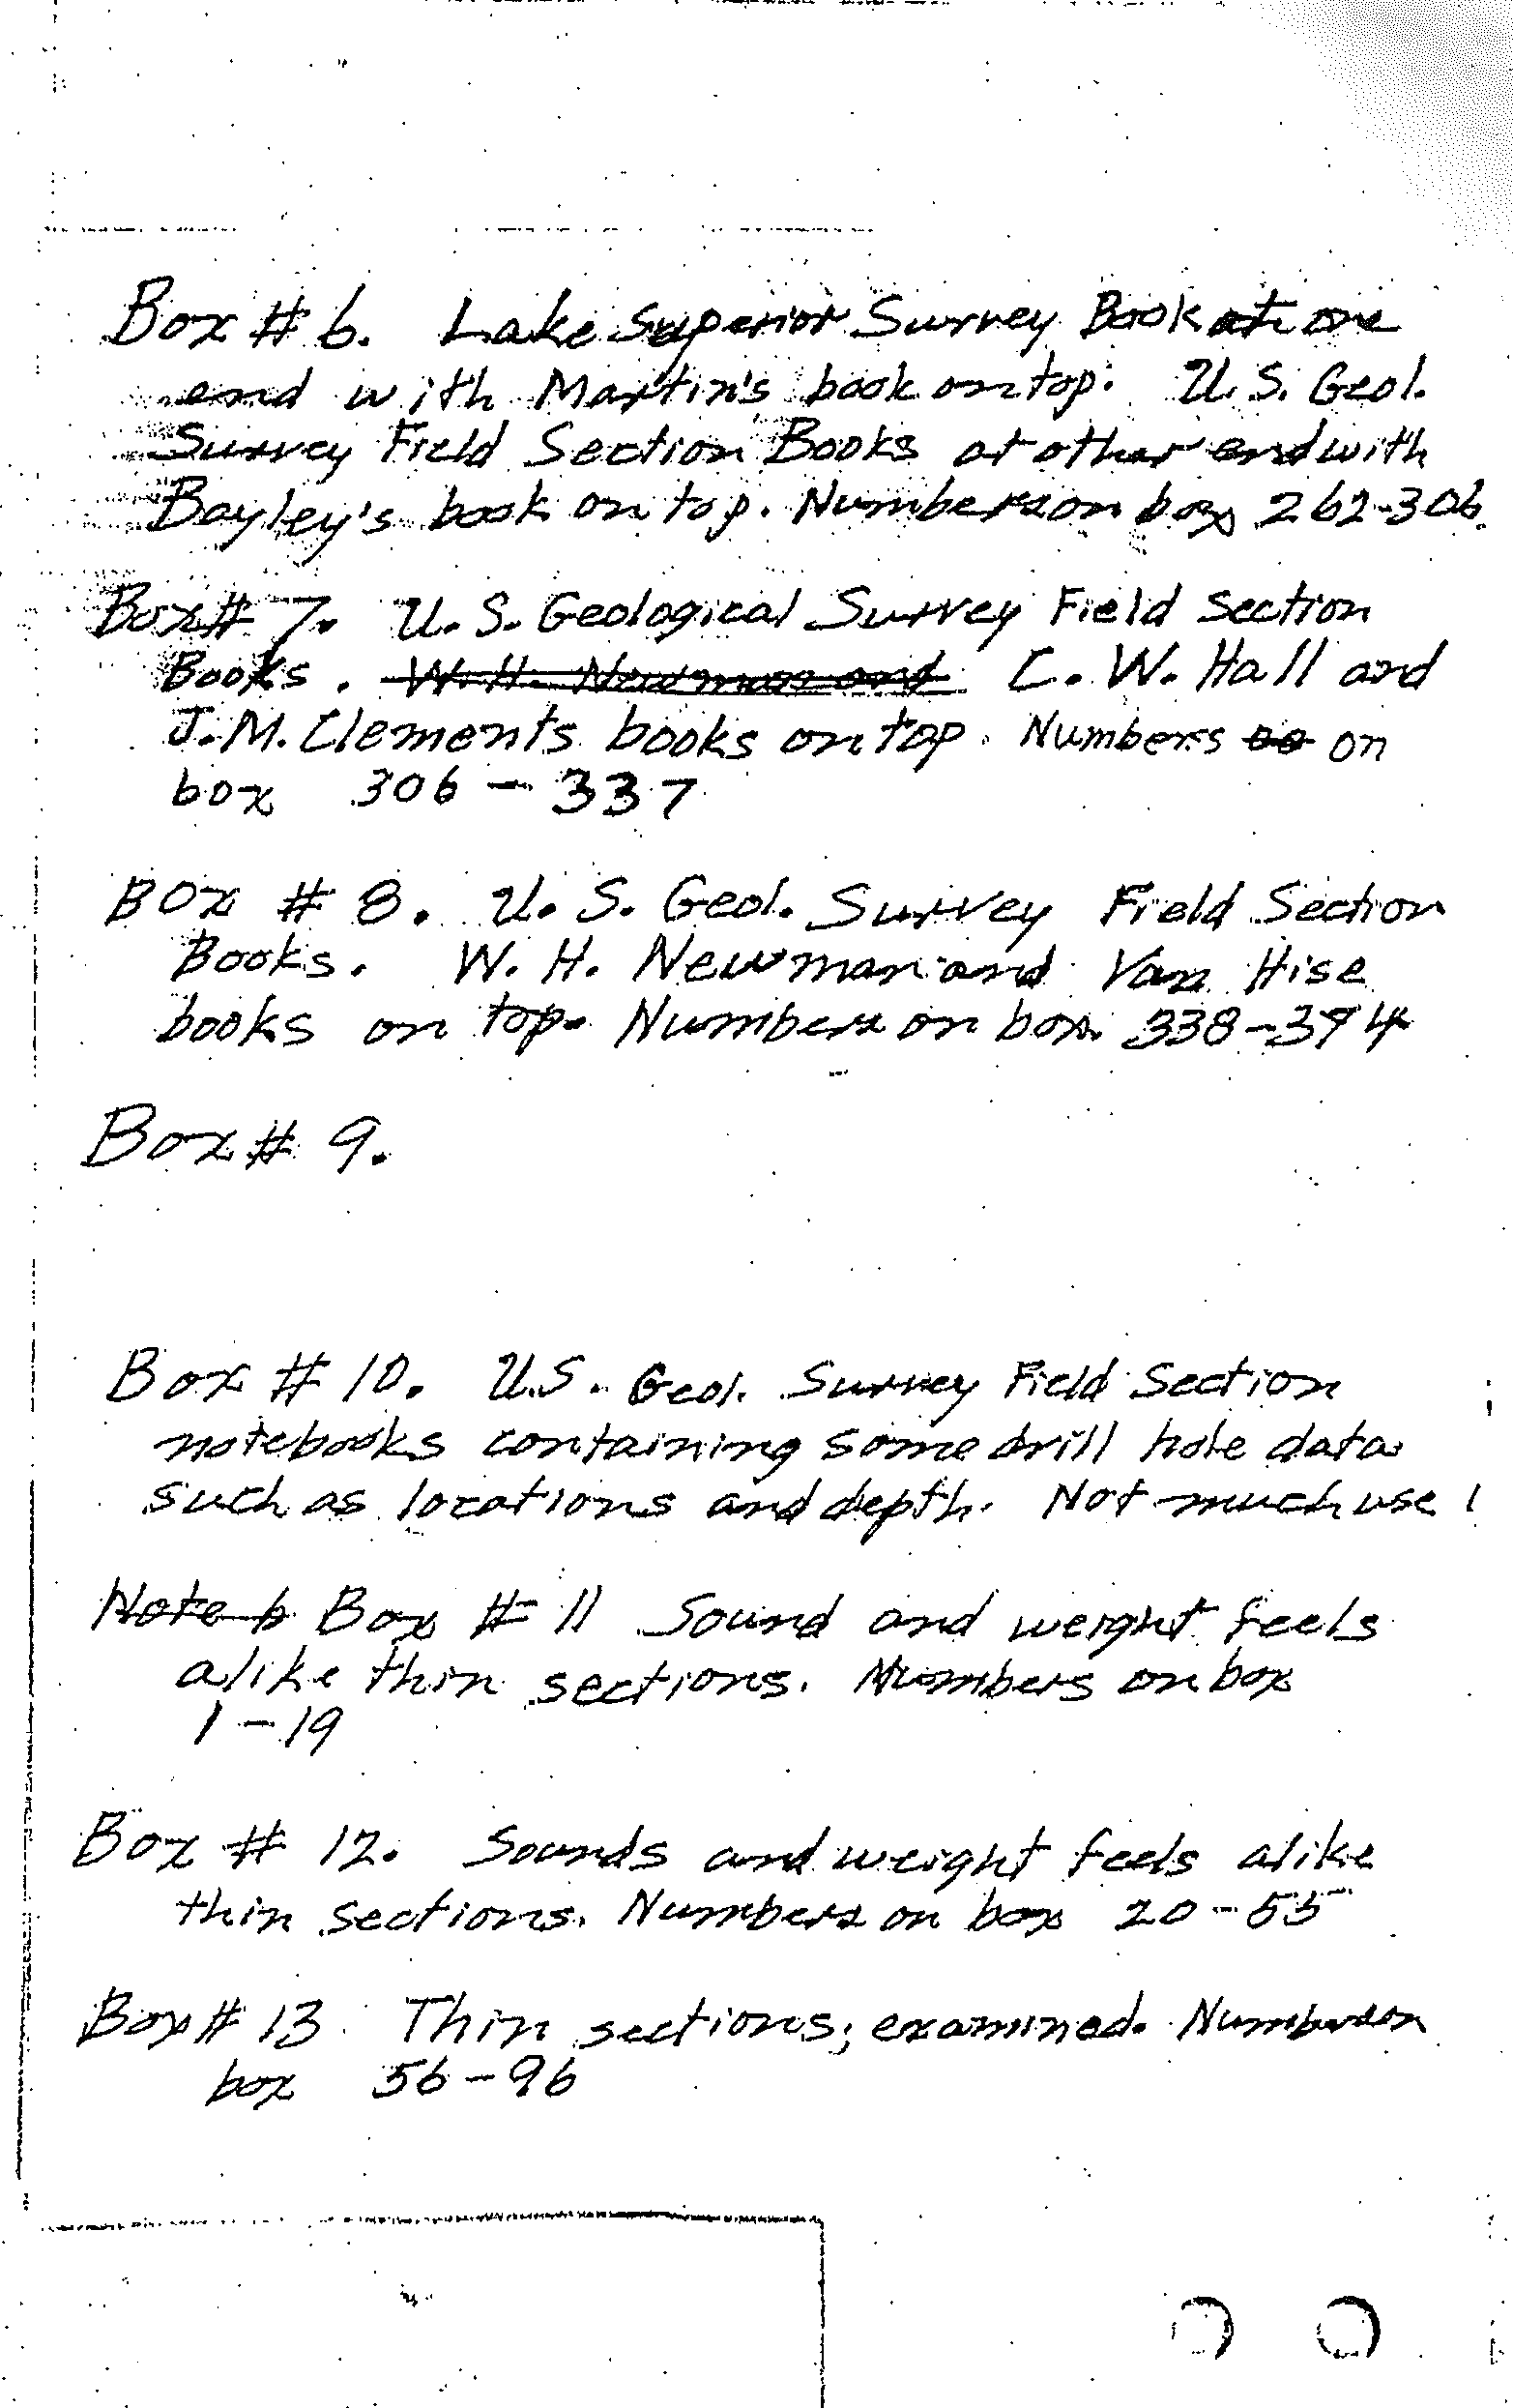 Box # 6. Lake Superior Survey Book at one
end with Martin's book on top. U. S. Geol.
Survey Field Section Books at other end with
Bayley's book on top. Numbers on box 262-306.
Box # 7. U. S. Geological Survey Field Section
Books. W. H. Newman and C. W. Hall and
J. M. Clements books on top. Numbers on
box 306 - 337
Box # 8. U. S. Geol. Survey Field Section
Books. W. H. Newman and Van Hise
books on top. Numbers on box 338-394
Box # 9.
Box # 10. U.S. Geol. Survey Field Section
notebooks containing some drill hole data
such as locations and depth. Not much use!
Note b Box # 11 Sound and weight feels
alike thin sections. Numbers on box
1 - 19
Box # 12. Sounds and weight feels alike
thin sections. Numbers on box 20-55
Box # 13 Thin sections; examined. Numbers on
box 56-96